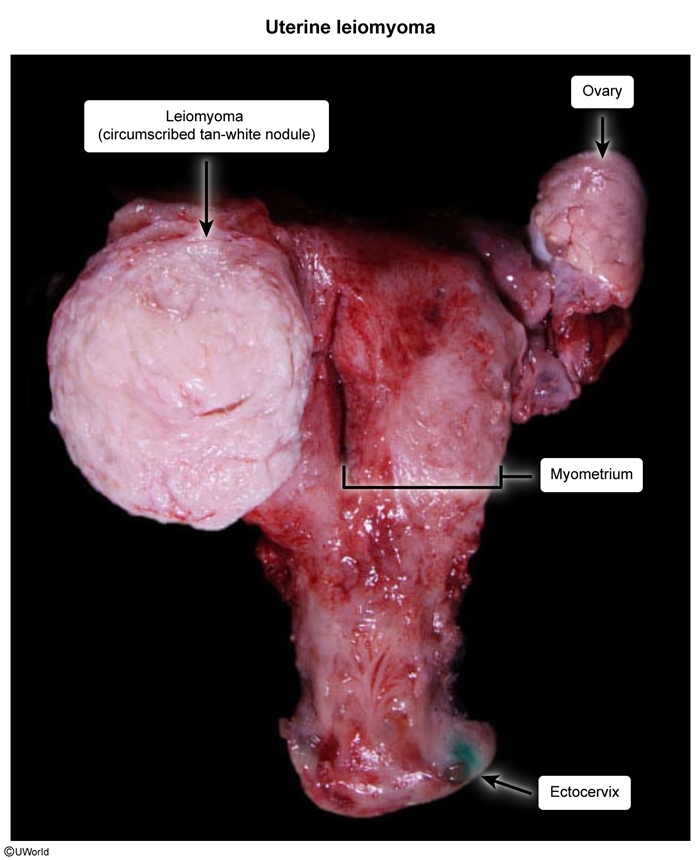 Uterine leiomyoma
Ovary
Leiomyoma
(circumscribed tan-white nodule)
Myometrium
Ectocervix
©UWorld